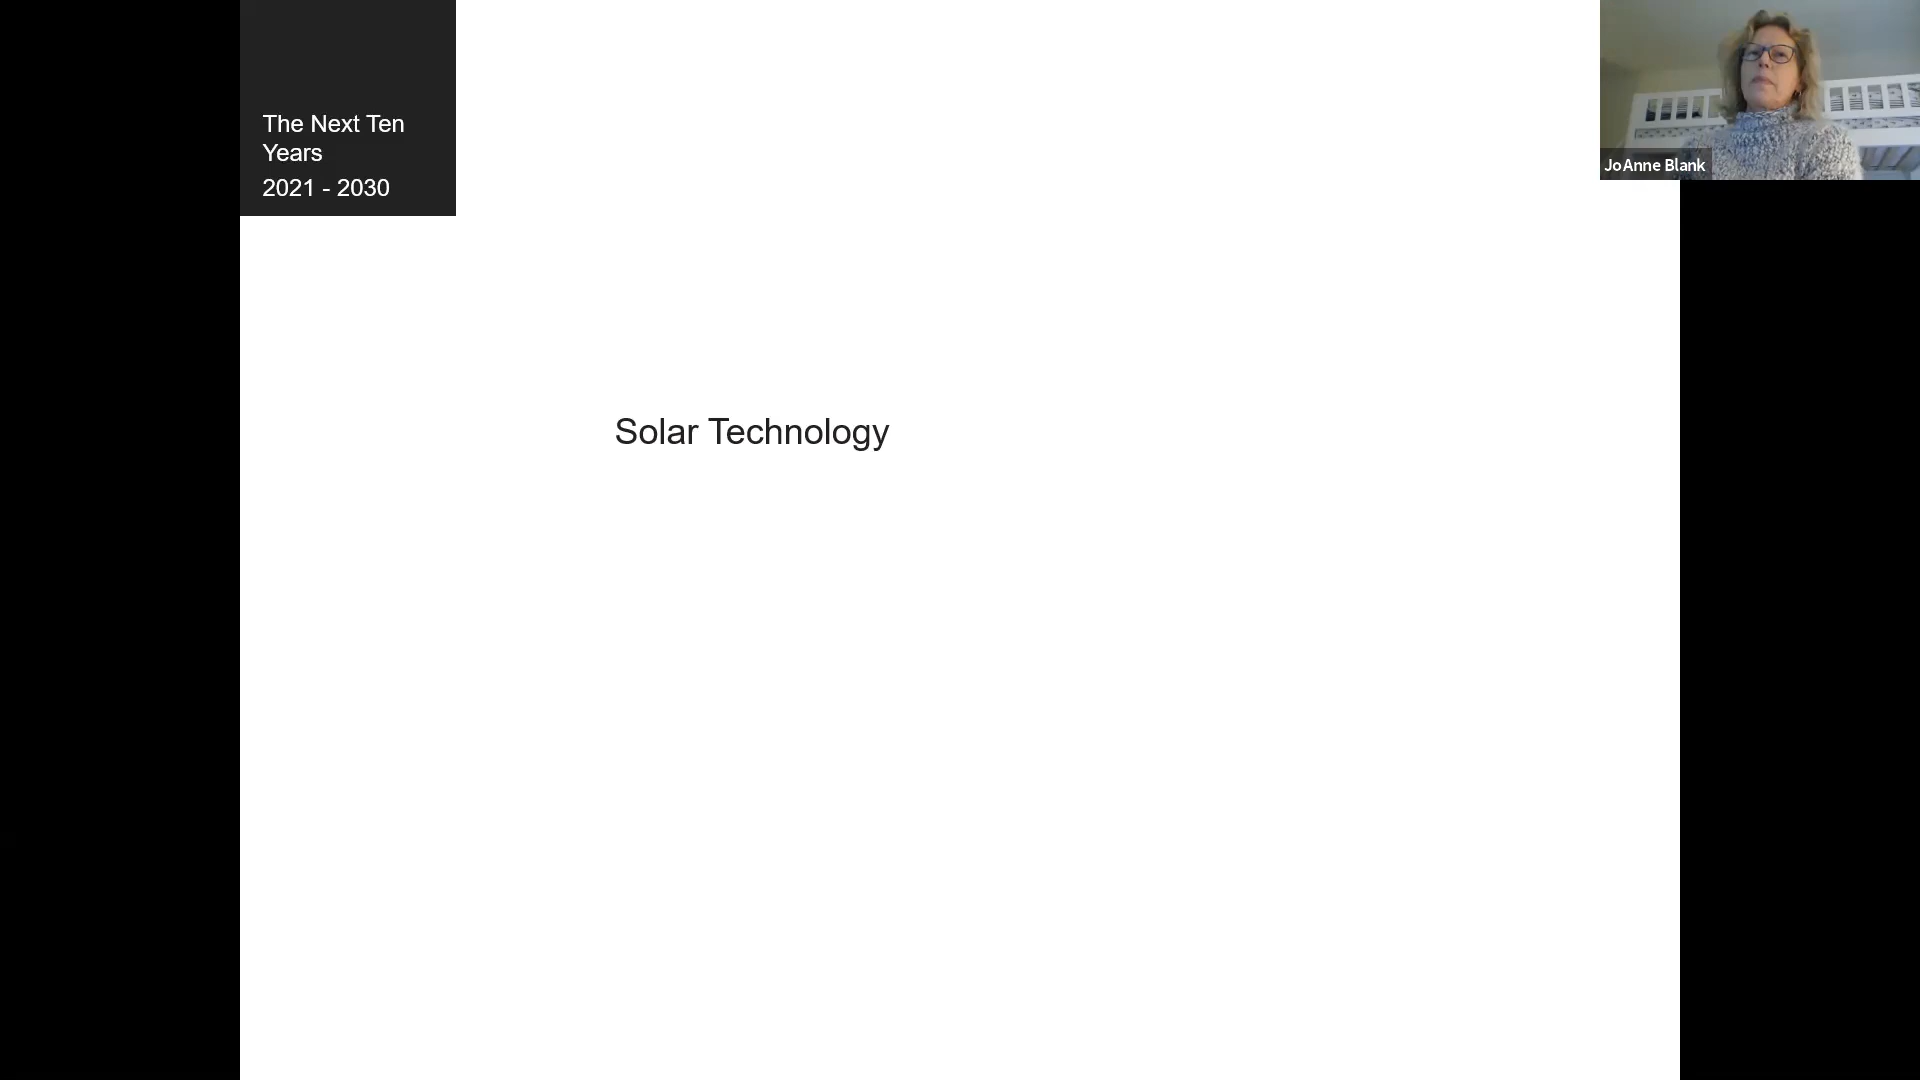 The Next Ten
Years
2021 - 2030
JoAnne Blank
Solar Technology